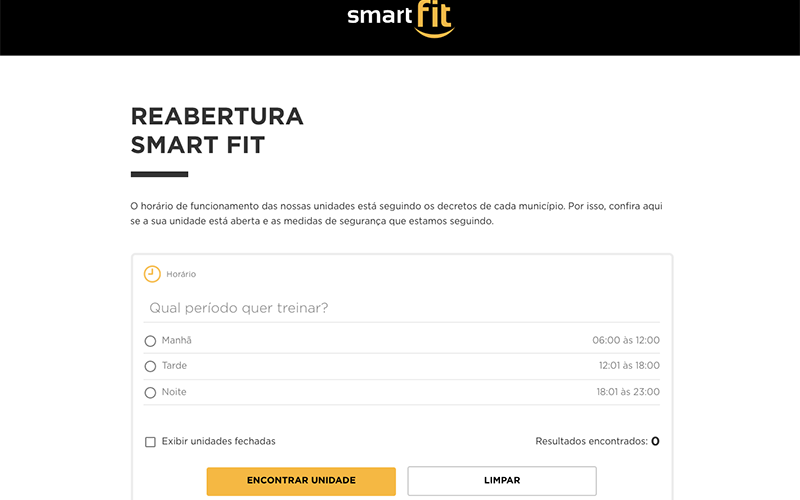 smart fit
REABERTURA
SMART FIT
O horário de funcionamento das nossas unidades está seguindo os decretos de cada município. Por isso, confira aqui
se a sua unidade está aberta e as medidas de segurança que estamos seguindo.
Horário
Qual período quer treinar?
Manhã 06:00 às 12:00
Tarde 12:01 às 18:00
Noite 18:01 às 23:00
Exibir unidades fechadas Resultados encontrados: 0
ENCONTRAR UNIDADE LIMPAR